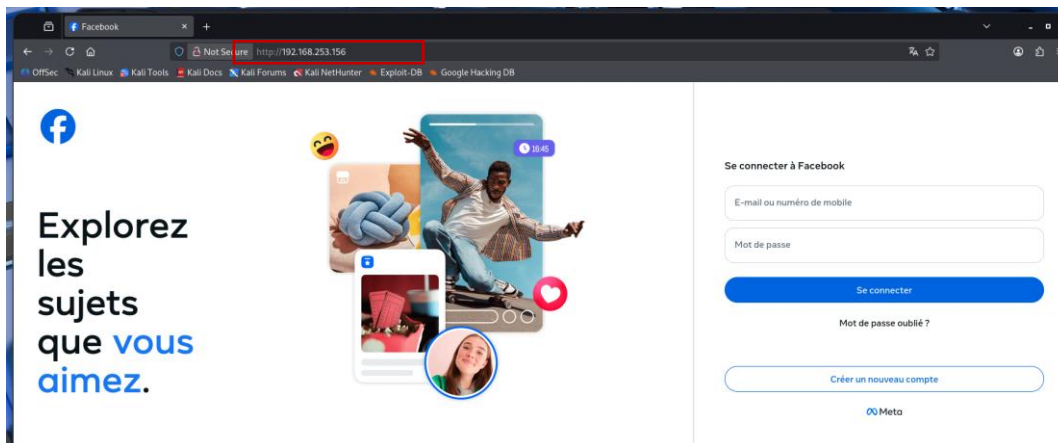 Facebook
Not Secure http://192.168.253.156
OffSec Kali Linux Kali Tools Kali Docs Kali Forums Kali NetHunter Exploit-DB Google Hacking DB
16:45
Explorez
les
sujets
que vous
aimez.
Se connecter à Facebook
E-mail ou numéro de mobile
Mot de passe
Se connecter
Mot de passe oublié ?
Créer un nouveau compte
Meta